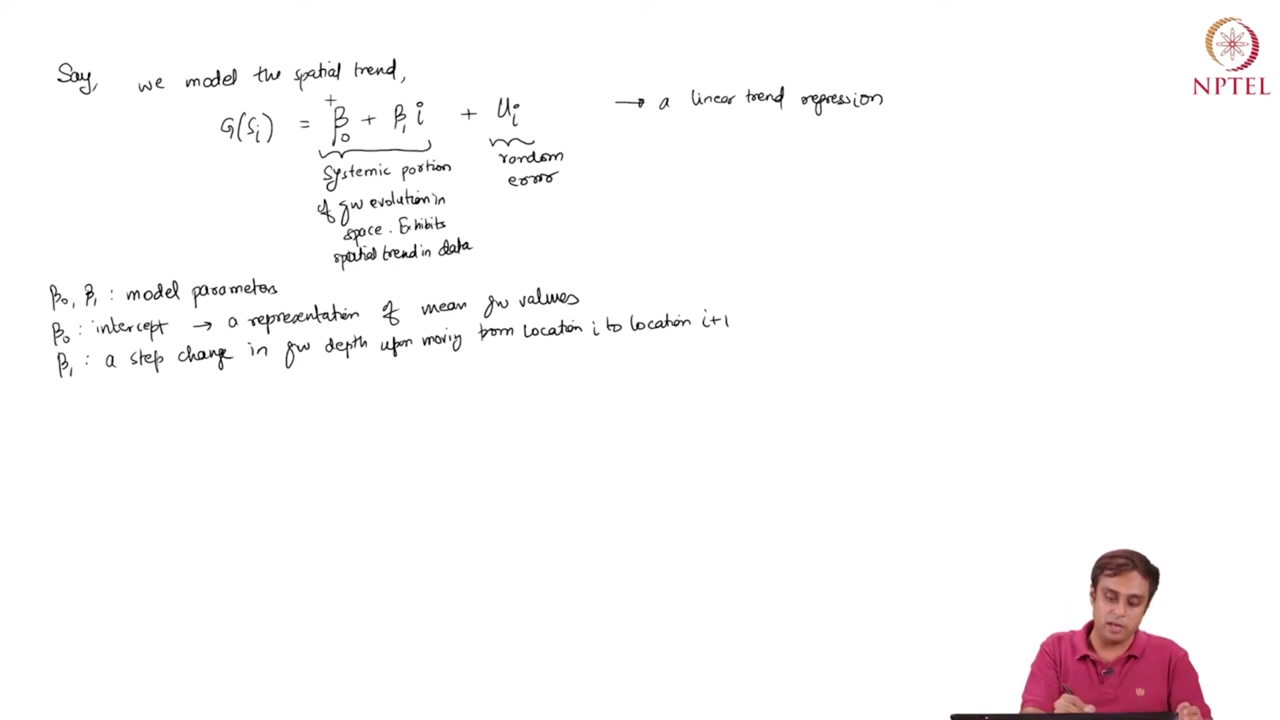 Say, we model the spatial trend,
G(Si) = β0 + β1 i + Ui → a linear trend regression
Systemic portion
of gw evolution in
space. Exhibits
spatial trend in data
random
error
β0, β1 : model parameters
β0 : intercept → a representation of mean gw values
β1 : a step change in gw depth upon moving from location i to location i+1
NPTEL